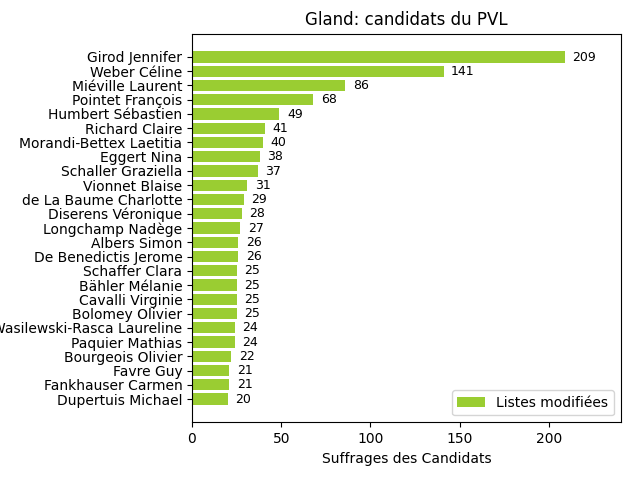 Gland: candidats du PVL
Girod Jennifer 209
Weber Céline 141
Miéville Laurent 86
Pointet François 68
Humbert Sébastien 49
Richard Claire 41
Morandi-Bettex Laetitia 40
Eggert Nina 38
Schaller Graziella 37
Vionnet Blaise 31
de La Baume Charlotte 29
Diserens Véronique 28
Longchamp Nadège 27
Albers Simon 26
De Benedictis Jerome 26
Schaffer Clara 25
Bähler Mélanie 25
Cavalli Virginie 25
Bolomey Olivier 25
Wasilewski-Rasca Laureline 24
Paquier Mathias 24
Bourgeois Olivier 22
Favre Guy 21
Fankhauser Carmen 21
Dupertuis Michael 20
Listes modifiées
0 50 100 150 200
Suffrages des Candidats